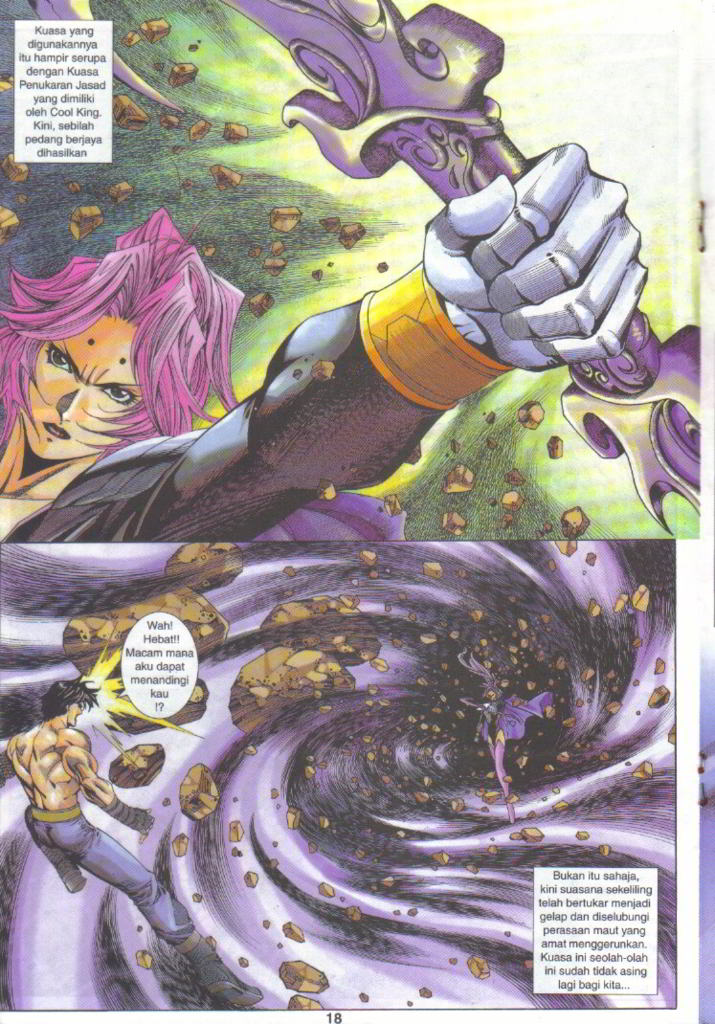 Kuasa yang
digunakannya
itu hampir serupa
dengan Kuasa
Penukaran Jasad
yang dimiliki
oleh Cool King.
Kini, sebilah
pedang berjaya
dihasilkan
Wah!
Hebat!!
Macam mana
aku dapat
menandingi
kau
!?
Bukan itu sahaja,
kini suasana sekeliling
telah bertukar menjadi
gelap dan diselubungi
perasaan maut yang
amat menggerunkan.
Kuasa ini seolah-olah
ini sudah tidak asing
lagi bagi kita...
18